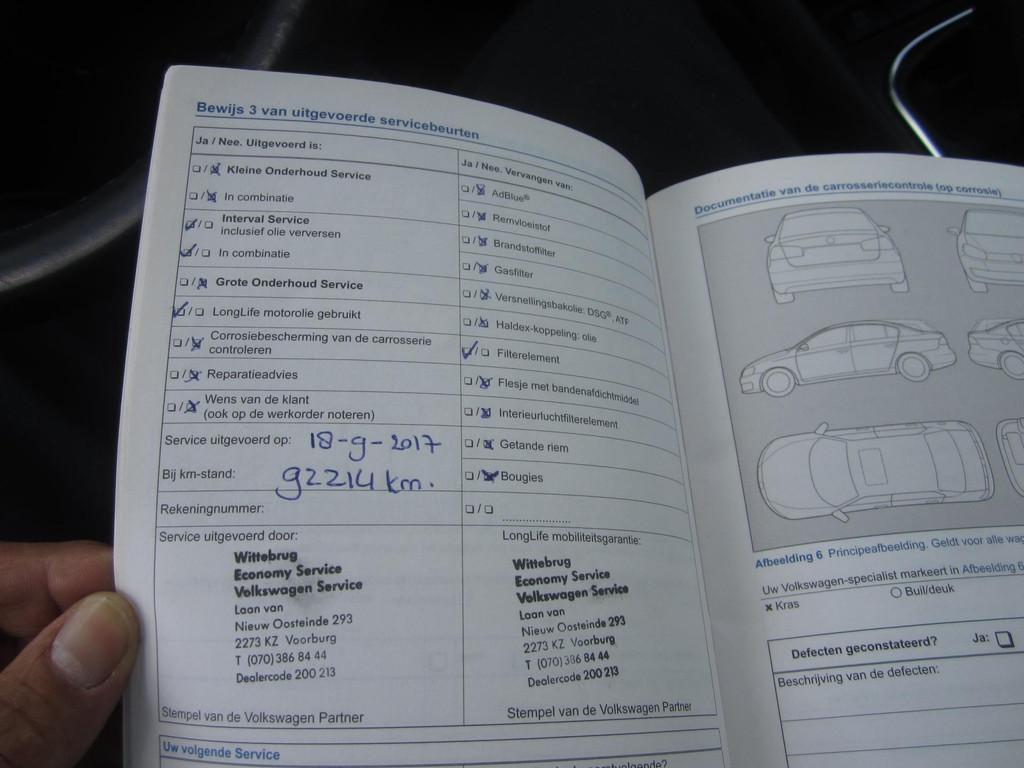 Bewijs 3 van uitgevoerde servicebeurten
Ja / Nee. Uitgevoerd is:
Kleine Onderhoud Service
In combinatie
Interval Service
inclusief olie verversen
In combinatie
Grote Onderhoud Service
LongLife motorolie gebruikt
Corrosiebescherming van de carrosserie
controleren
Reparatieadvies
Wens van de klant
(ook op de werkorder noteren)
Service uitgevoerd op: 18-9-2017
Bij km-stand: 92214 km.
Rekeningnummer:
Service uitgevoerd door:
Wittebrug
Economy Service
Volkswagen Service
Laan van
Nieuw Oosteinde 293
2273 KZ Voorburg
T (070) 386 84 44
Dealercode 200 213
Stempel van de Volkswagen Partner
Uw volgende Service
Ja / Nee. Vervangen van:
AdBlue®
Remvloeistof
Brandstoffilter
Gasfilter
Versnellingsbakolie: DSG®, ATF
Haldex-koppeling: olie
Filterelement
Flesje met bandenafdichtmiddel
Interieurluchtfilterelement
Getande riem
Bougies
LongLife mobiliteitsgarantie:
Wittebrug
Economy Service
Volkswagen Service
Laan van
Nieuw Oosteinde 293
2273 KZ Voorburg
T (070) 386 84 44
Dealercode 200 213
Stempel van de Volkswagen Partner
Documentatie van de carrosseriecontrole (op corrosie)
Afbeelding 6 Principeafbeelding. Geldt voor alle
Uw Volkswagen-specialist markeert in Afbeelding 6
× Kras
Buil/deuk
Defecten geconstateerd? Ja:
Beschrijving van de defecten: